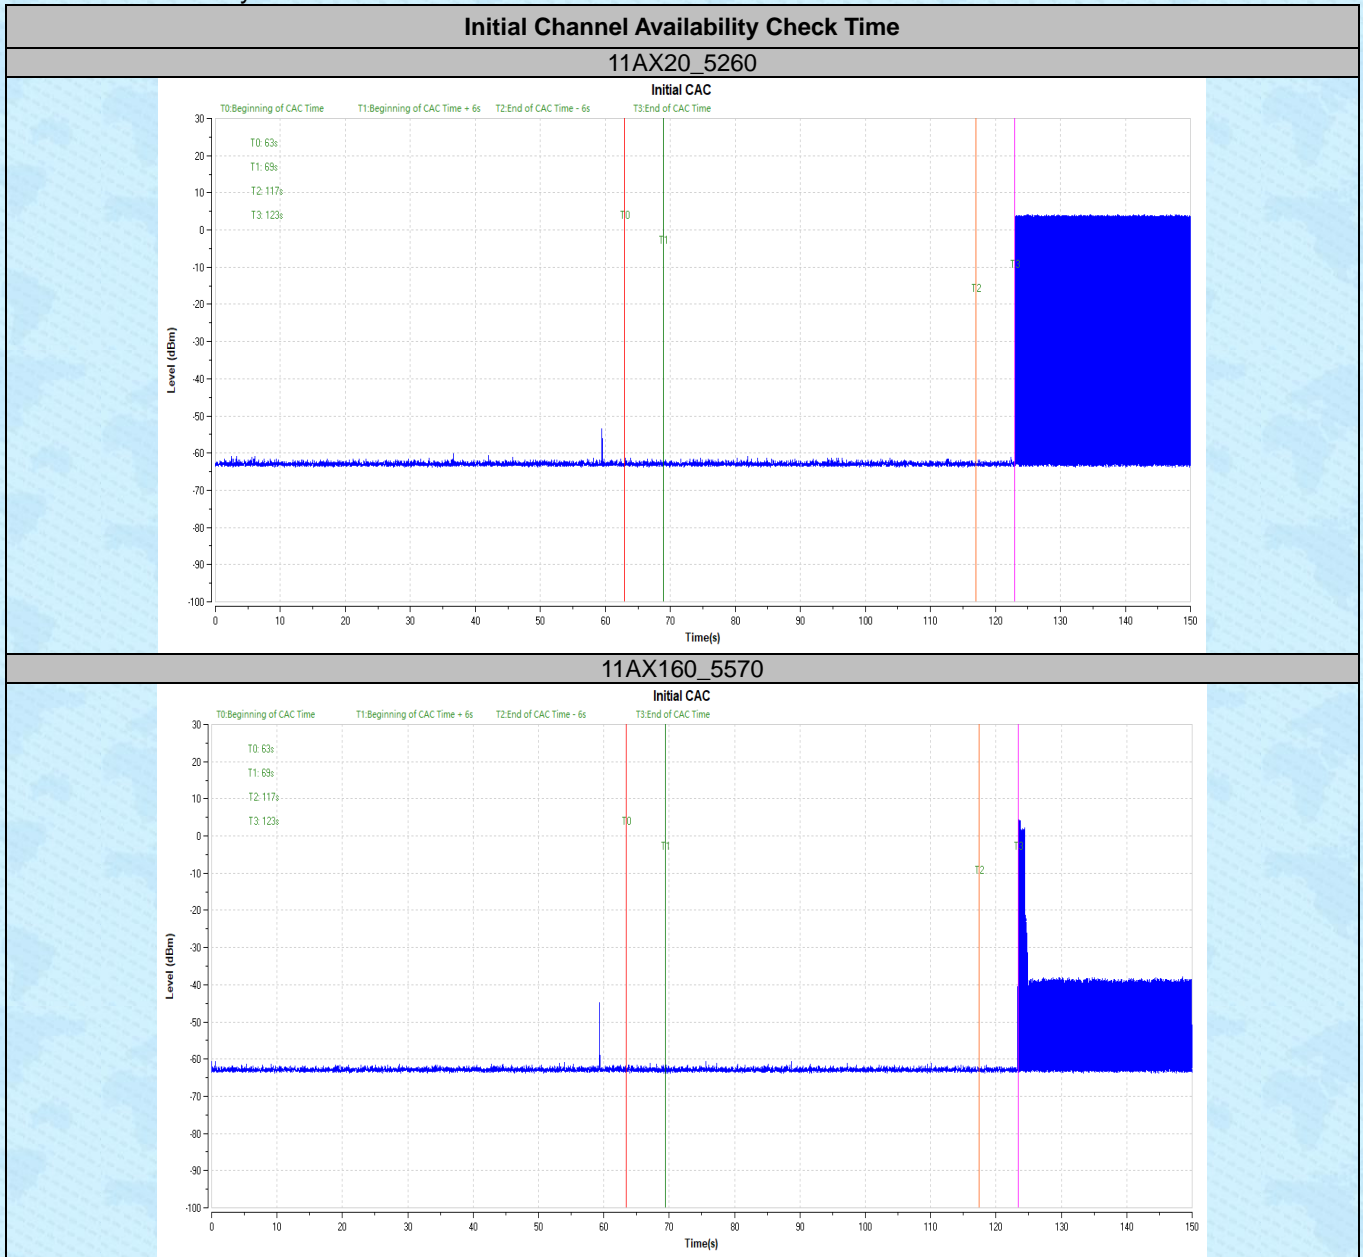 Initial Channel Availability Check Time
11AX20_5260
Initial CAC
T0:Beginning of CAC Time T1:Beginning of CAC Time + 6s T2:End of CAC Time - 6s T3:End of CAC Time
T0: 63s
T1: 69s
T2: 117s
T3: 123s
T0
T1
T2
T3
30
20
10
0
-10
-20
-30
-40
-50
-60
-70
-80
-90
-100
Level (dBm)
0 10 20 30 40 50 60 70 80 90 100 110 120 130 140 150
Time(s)
11AX160_5570
Initial CAC
T0:Beginning of CAC Time T1:Beginning of CAC Time + 6s T2:End of CAC Time - 6s T3:End of CAC Time
T0: 63s
T1: 69s
T2: 117s
T3: 123s
T0
T1
T2
T3
30
20
10
0
-10
-20
-30
-40
-50
-60
-70
-80
-90
-100
Level (dBm)
0 10 20 30 40 50 60 70 80 90 100 110 120 130 140 150
Time(s)